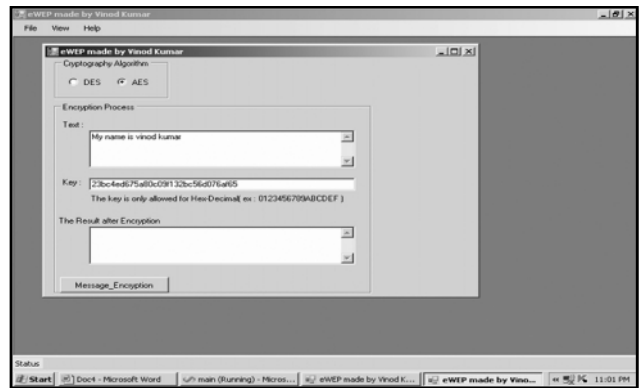 eWEP made by Vinod Kumar
File View Help
eWEP made by Vinod Kumar
Cryptography Algorithm
DES AES
Encryption Process
Text :
My name is vinod kumar
Key : 23bc4ed675a80c09f132bc56d076af65
The key is only allowed for Hex-Decimal( ex : 0123456789ABCDEF )
The Result after Encryption
Message_Encryption
Status
Start Doc4 - Microsoft Word main (Running) - Micros... eWEP made by Vinod K... eWEP made by Vino... 11:01 PM